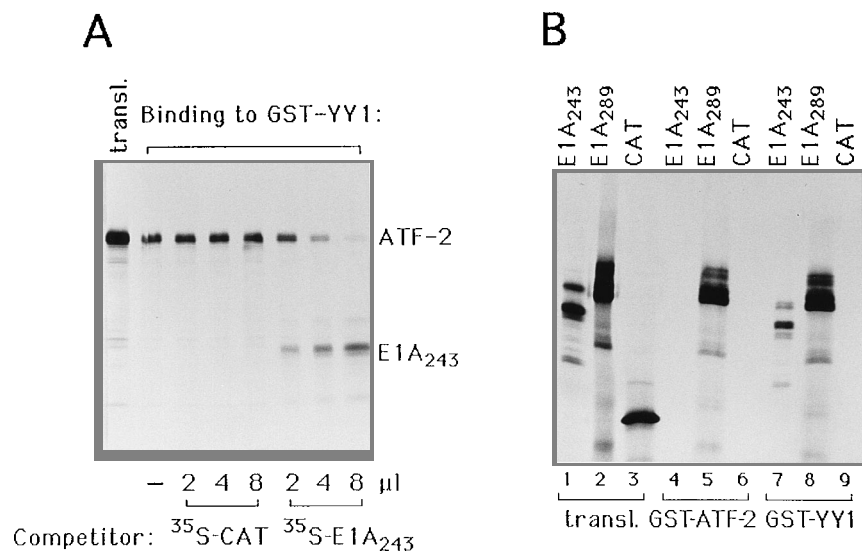 A
transl.
Binding to GST-YY1:
ATF-2
E1A243
– 2 4 8 2 4 8 µl
Competitor: 35S-CAT 35S-E1A243
B
E1A243 E1A289 CAT E1A243 E1A289 CAT E1A243 E1A289 CAT
1 2 3 4 5 6 7 8 9
transl. GST-ATF-2 GST-YY1